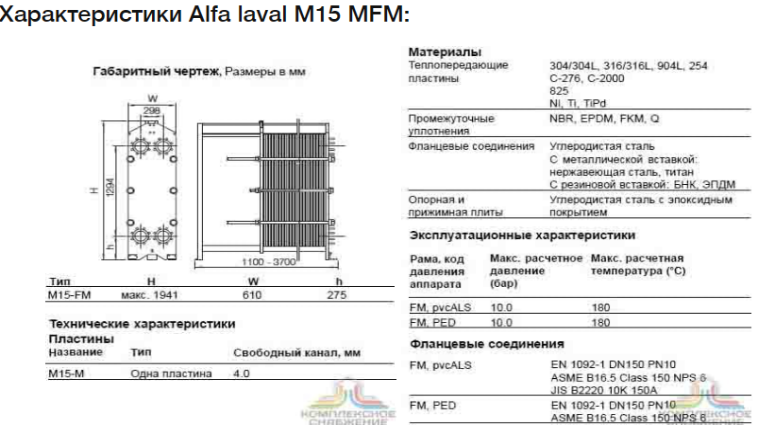 Характеристики Alfa laval M15 MFM:
Габаритный чертеж, Размеры в мм
W
298
H
1294
h
1100 - 3700
Тип H W h
M15-FM макс. 1941 610 275
Технические характеристики
Пластины
Название Тип Свободный канал, мм
M15-M Одна пластина 4.0
Материалы
Теплопередающие 304/304L, 316/316L, 904L, 254
пластины C-276, C-2000
825
Ni, Ti, TiPd
Промежуточные NBR, EPDM, FKM, Q
уплотнения
Фланцевые соединения Углеродистая сталь
С металлической вставкой:
нержавеющая сталь, титан
С резиновой вставкой: БНК, ЭПДМ
Опорная и Углеродистая сталь с эпоксидным
прижимная плиты покрытием
Эксплуатационные характеристики
Рама, код Макс. расчетное Макс. расчетная
давления давление температура (°C)
аппарата (бар)
FM, pvcALS 10.0 180
FM, PED 10.0 180
Фланцевые соединения
FM, pvcALS EN 1092-1 DN150 PN10
ASME B16.5 Class 150 NPS 6
JIS B2220 10K 150A
FM, PED EN 1092-1 DN150 PN10
ASME B16.5 Class 150 NPS 6
КОМПЛЕКСНОЕ
СНАБЖЕНИЕ
КОМПЛЕКСНОЕ
СНАБЖЕНИЕ